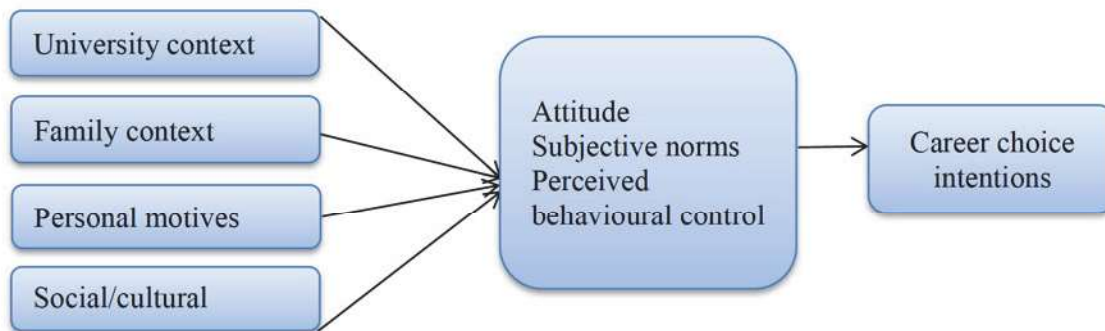 University context
Family context
Personal motives
Social/cultural
Attitude
Subjective norms
Perceived
behavioural control
Career choice
intentions